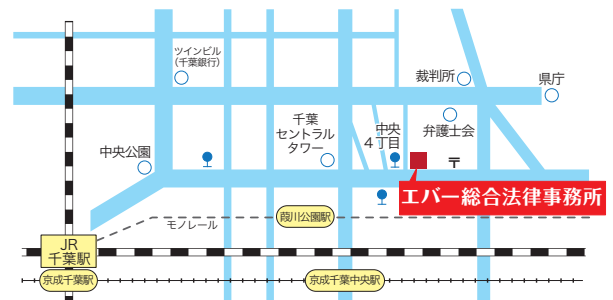 ツインビル
(千葉銀行)
裁判所
県庁
千葉
セントラル
タワー
中央
4丁目
弁護士会
中央公園
〒
エバー総合法律事務所
葭川公園駅
モノレール
JR
千葉駅
京成千葉駅
京成千葉中央駅